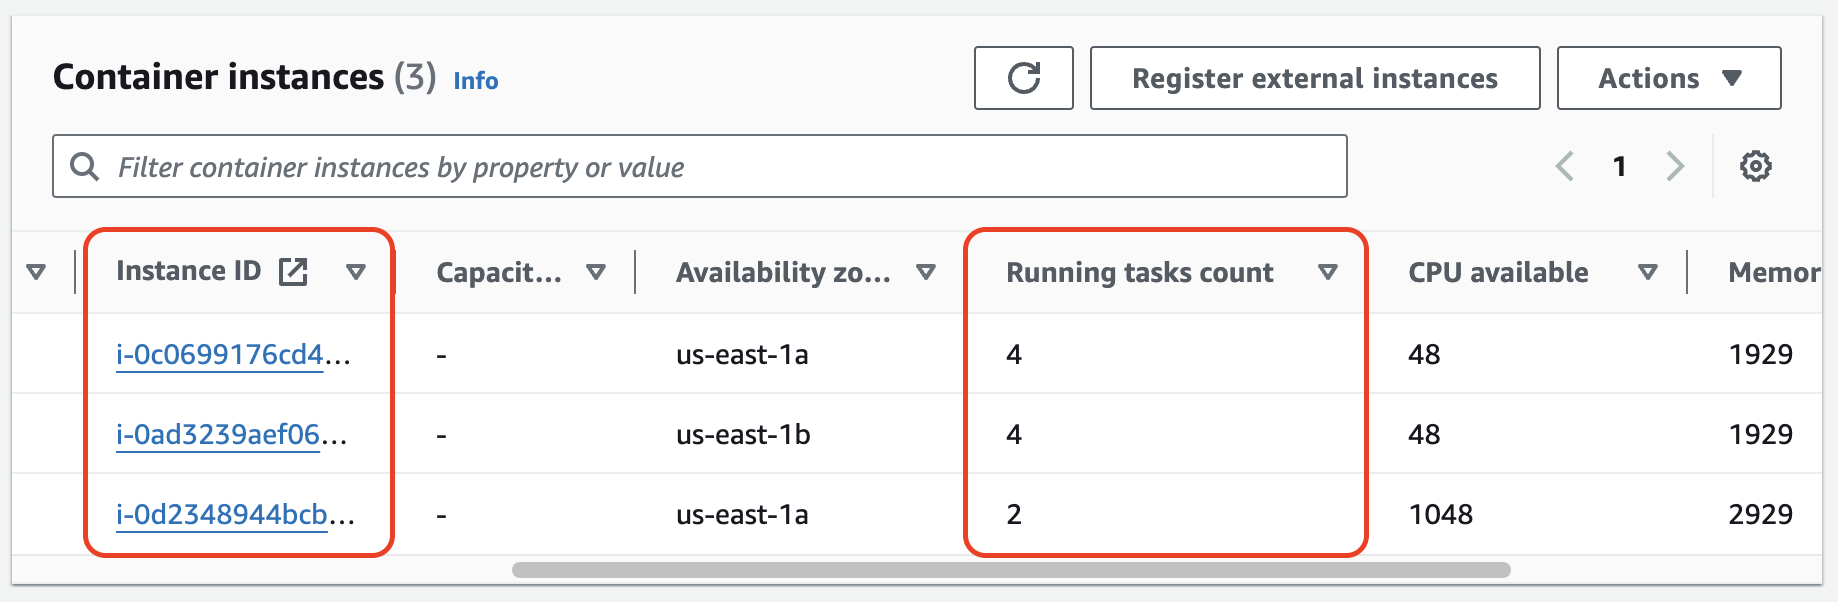 Container instances (3) Info
Register external instances
Actions
Filter container instances by property or value
1
Instance ID Capacit... Availability zo... Running tasks count CPU available Memor
i-0c0699176cd4... - us-east-1a 4 48 1929
i-0ad3239aef06... - us-east-1b 4 48 1929
i-0d2348944bcb... - us-east-1a 2 1048 2929